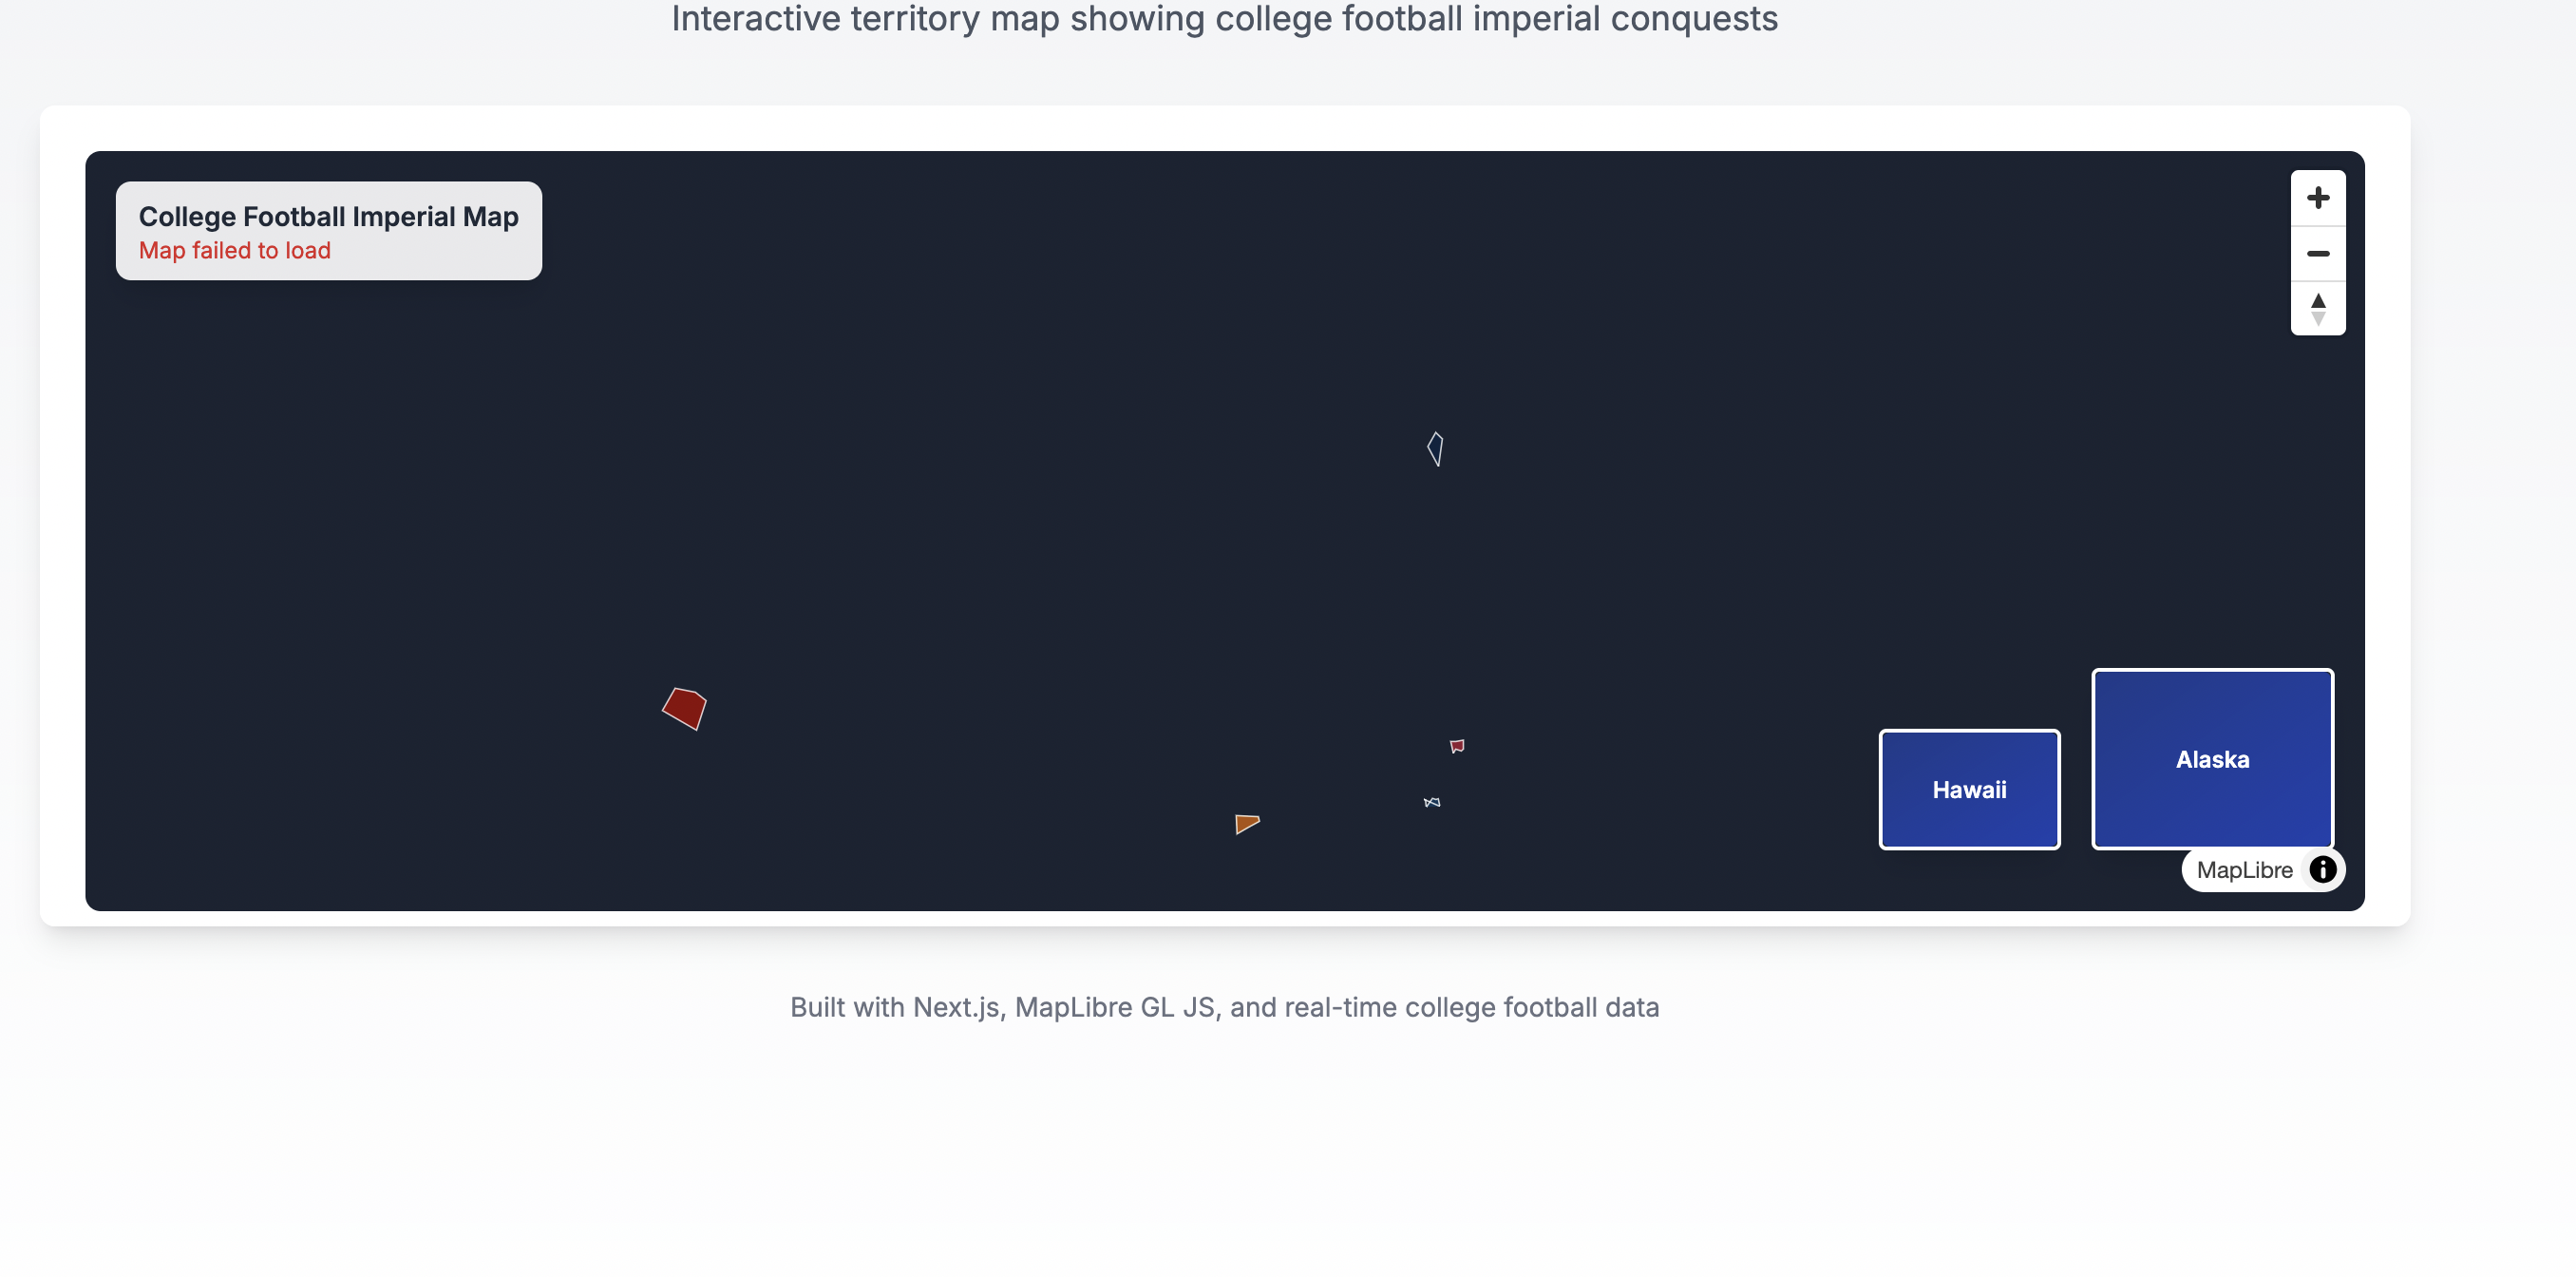 Interactive territory map showing college football imperial conquests
College Football Imperial Map
Map failed to load
Hawaii
Alaska
MapLibre
Built with Next.js, MapLibre GL JS, and real-time college football data